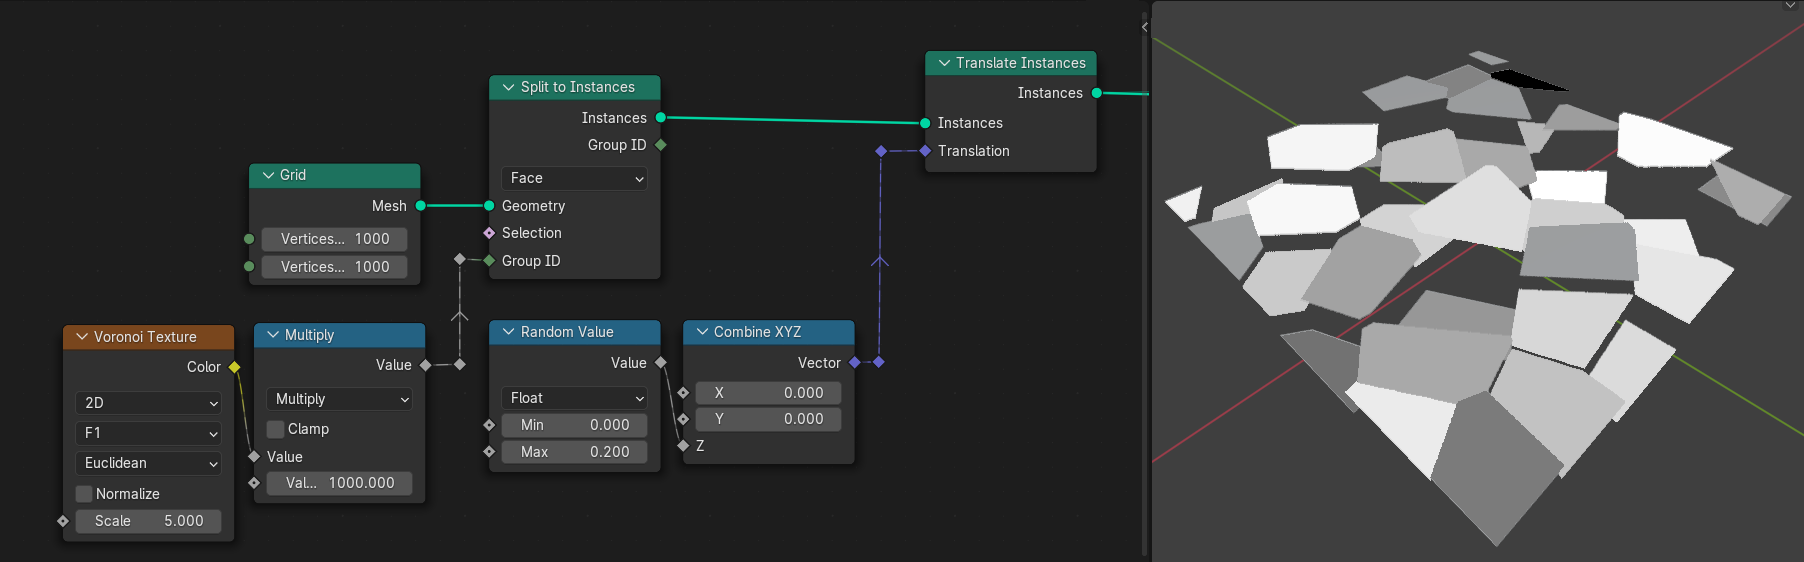 Grid
Mesh
Vertices... 1000
Vertices... 1000
Voronoi Texture
Color
2D
F1
Euclidean
Normalize
Scale 5.000
Multiply
Value
Multiply
Clamp
Value
Val... 1000.000
Split to Instances
Instances
Group ID
Face
Geometry
Selection
Group ID
Random Value
Value
Float
Min 0.000
Max 0.200
Combine XYZ
Vector
X 0.000
Y 0.000
Z
Translate Instances
Instances
Instances
Translation